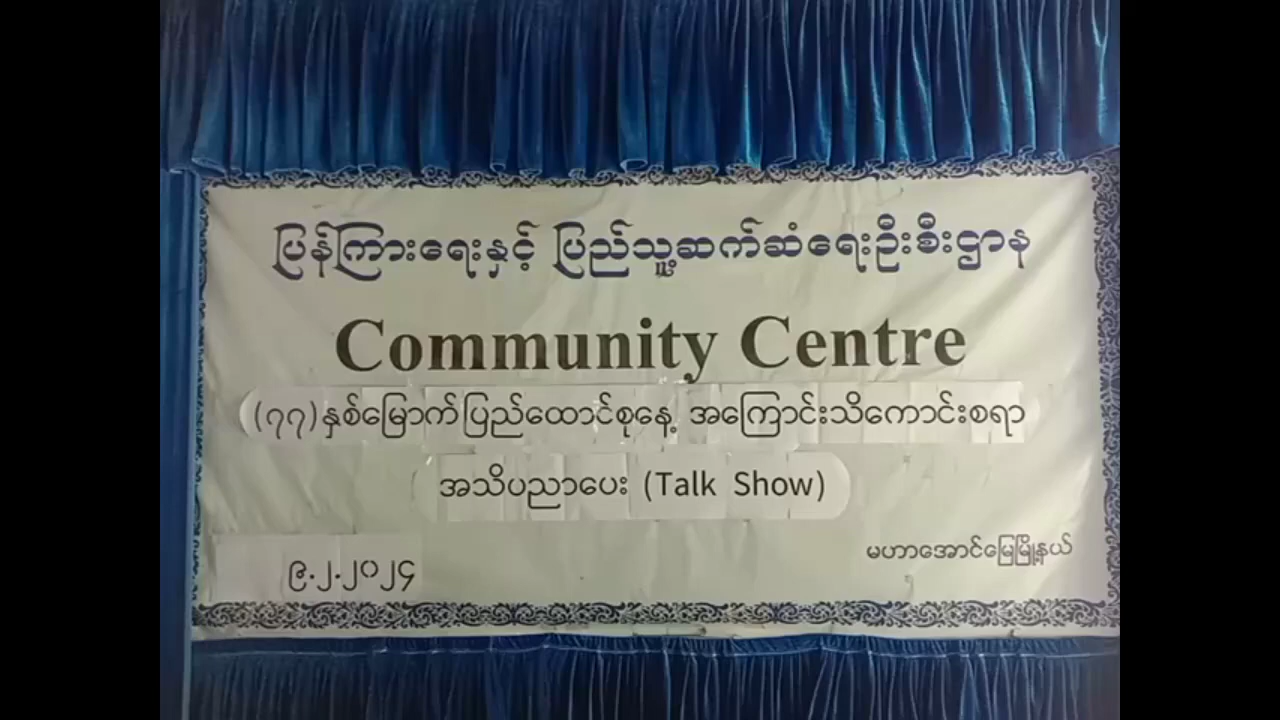 ပြန်ကြားရေးနှင့် ပြည်သူ့ဆက်ဆံရေးဦးစီးဌာန
Community Centre
(၇၇)နှစ်မြောက်ပြည်ထောင်စုနေ့ အကြောင်းသိကောင်းစရာ
အသိပညာပေး (Talk Show)
မဟာအောင်မြေမြို့နယ်
၉.၂.၂၀၂၄